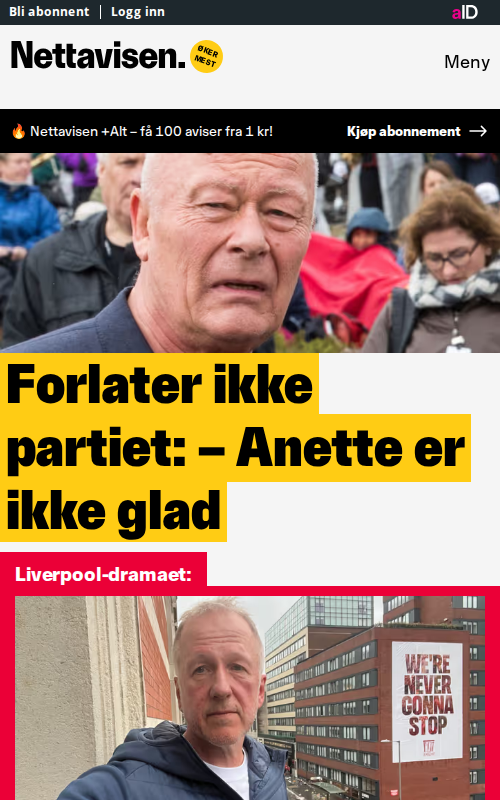 Bli abonnent | Logg inn
aID
Nettavisen.
ØKER
MEST
Meny
🔥 Nettavisen +Alt – få 100 aviser fra 1 kr!
Kjøp abonnement →
Forlater ikke
partiet: – Anette er
ikke glad
Liverpool-dramaet:
WE'RE
NEVER
GONNA
STOP